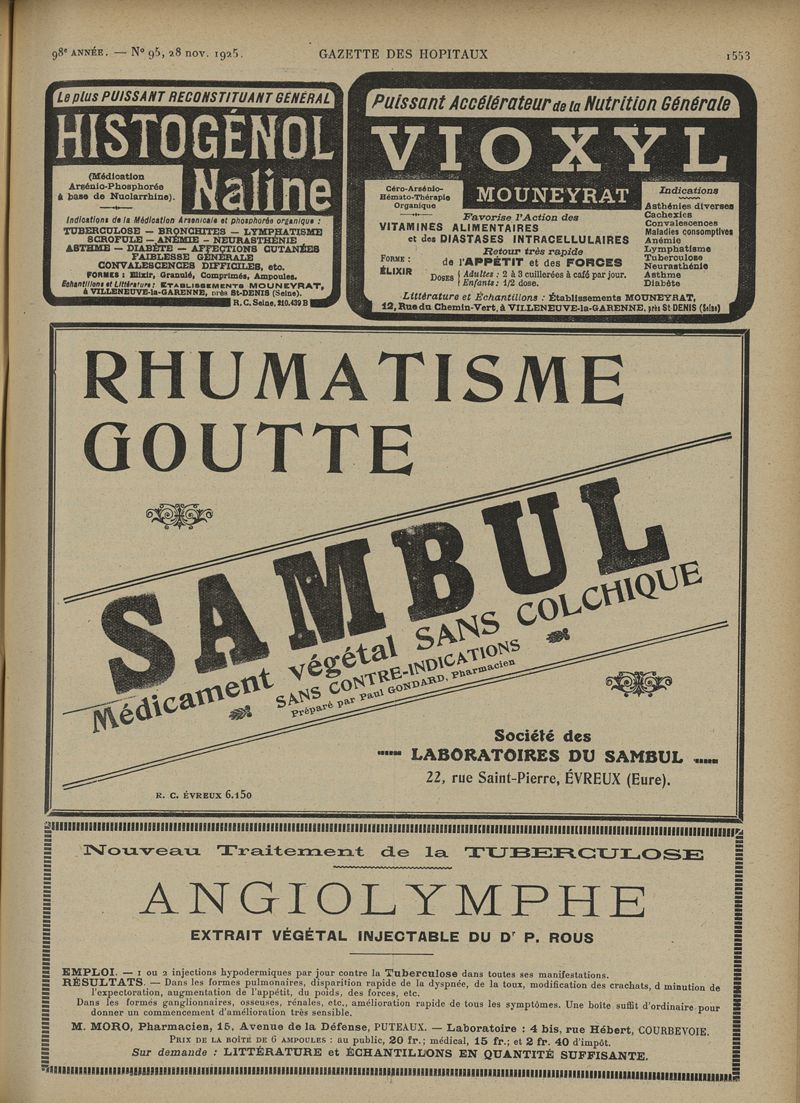 98e ANNÉE. — No 95, 28 nov. 1925.
GAZETTE DES HOPITAUX
1553
Le plus PUISSANT RECONSTITUANT GÉNÉRAL
HISTOGÉNOL
(Médication
Arsénio-Phosphorée
à base de Nuclarrhine).
Naline
Indications de la Médication Arsenicale et phosphorée organique :
TUBERCULOSE — BRONCHITES — LYMPHATISME
SCROFULE — ANÉMIE — NEURASTHÉNIE
ASTHME — DIABÈTE — AFFECTIONS CUTANÉES
FAIBLESSE GÉNÉRALE
CONVALESCENCES DIFFICILES, etc.
FORMES : Elixir, Granulé, Comprimés, Ampoules.
Échantillons et Littérature : ETABLISSEMENTS MOUNEYRAT,
à VILLENEUVE-la-GARENNE, près St-DENIS (Seine).
R. C. Seine, 210.439 B
Puissant Accélérateur de la Nutrition Générale
VIOXYL
Céro-Arsénio-
Hémato-Thérapie
Organique
MOUNEYRAT
Favorise l'Action des
VITAMINES ALIMENTAIRES
et des DIASTASES INTRACELLULAIRES
Retour très rapide
de l'APPÉTIT et des FORCES
FORME :
ÉLIXIR
DOSES
Adultes : 2 à 3 cuillerées à café par jour.
Enfants : 1/2 dose.
Indications
Asthénies diverses
Cachexies
Convalescences
Maladies consomptives
Anémie
Lymphatisme
Tuberculose
Neurasthénie
Asthme
Diabète
Littérature et Echantillons : Établissements MOUNEYRAT,
12, Rue du Chemin-Vert, à VILLENEUVE-la-GARENNE, près St-DENIS (Seine)
RHUMATISME
GOUTTE
SAMBUL
Médicament végétal SANS COLCHIQUE
SANS CONTRE-INDICATIONS
Préparé par Paul GONDARD, Pharmacien
Société des
LABORATOIRES DU SAMBUL
22, rue Saint-Pierre, ÉVREUX (Eure).
R. C. ÉVREUX 6.150
Nouveau Traitement de la TUBERCULOSE
ANGIOLYMPHE
EXTRAIT VÉGÉTAL INJECTABLE DU Dr P. ROUS
EMPLOI. — 1 ou 2 injections hypodermiques par jour contre la Tuberculose dans toutes ses manifestations.
RÉSULTATS. — Dans les formes pulmonaires, disparition rapide de la dyspnée, de la toux, modification des crachats, d minution de
l'expectoration, augmentation de l'appétit, du poids, des forces, etc.
Dans les formes ganglionnaires, osseuses, rénales, etc., amélioration rapide de tous les symptômes. Une boîte suffit d'ordinaire pour
donner un commencement d'amélioration très sensible.
M. MORO, Pharmacien, 15, Avenue de la Défense, PUTEAUX. — Laboratoire : 4 bis, rue Hébert, COURBEVOIE.
PRIX DE LA BOÎTE DE 6 AMPOULES : au public, 20 fr.; médical, 15 fr.; et 2 fr. 40 d'impôt.
Sur demande : LITTÉRATURE et ÉCHANTILLONS EN QUANTITÉ SUFFISANTE.